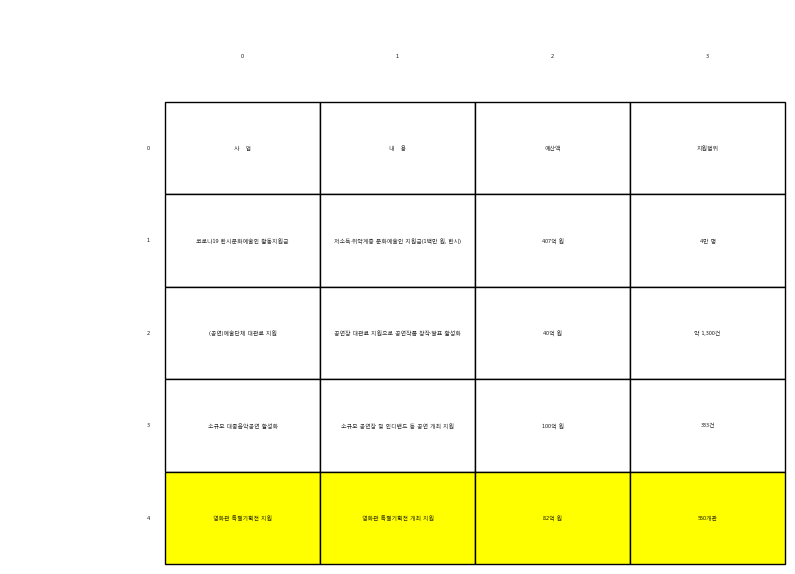 0 1 2 3
0 사 업 내 용 예산액 지원범위
1 코로나19 한시문화예술인 활동지원금 저소득·취약계층 문화예술인 지원금(1백만 원, 한시) 407억 원 4만 명
2 (공연)예술단체 대관료 지원 공연장 대관료 지원으로 공연작품 창작·발표 활성화 40억 원 약 1,300건
3 소규모 대중음악공연 활성화 소규모 공연장 및 인디밴드 등 공연 개최 지원 100억 원 353건
4 영화관 특별기획전 지원 영화관 특별기획전 개최 지원 82억 원 550개관